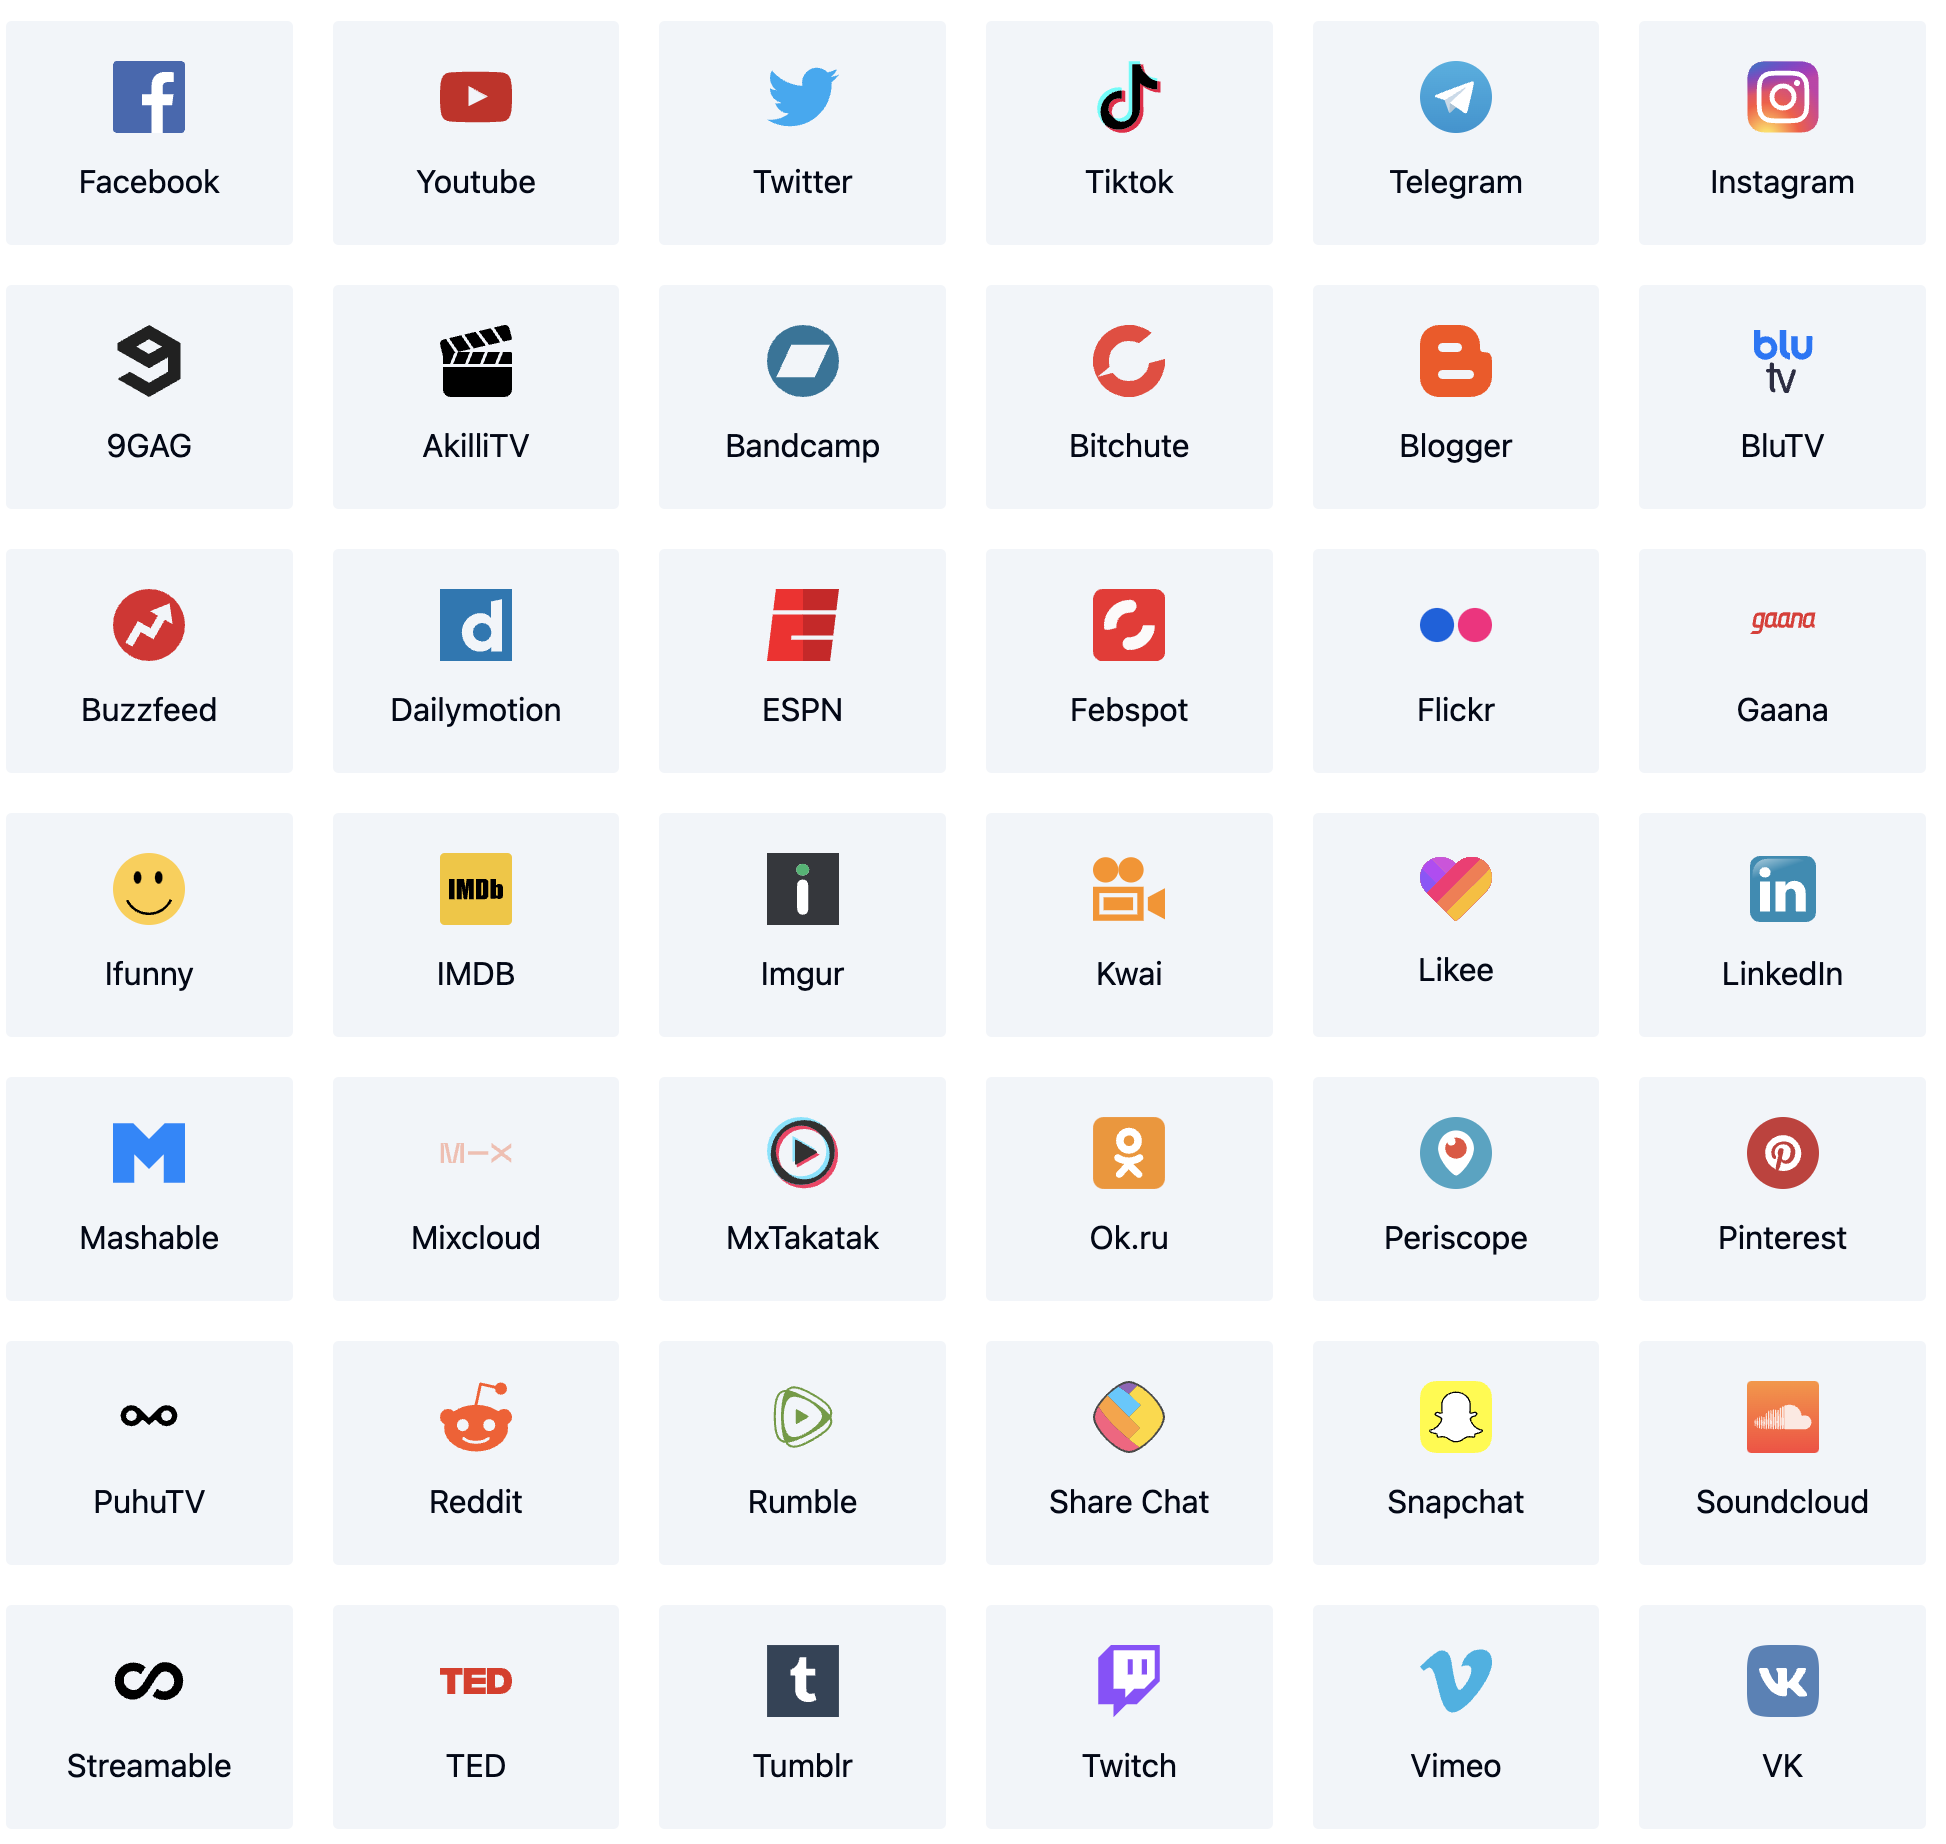 Facebook
Youtube
Twitter
Tiktok
Telegram
Instagram
9GAG
AkilliTV
Bandcamp
Bitchute
Blogger
blu
tv
BluTV
Buzzfeed
Dailymotion
ESPN
Febspot
Flickr
gaana
Gaana
Ifunny
IMDb
IMDB
Imgur
Kwai
Likee
in
LinkedIn
Mashable
Mixcloud
MxTakatak
Ok.ru
Periscope
Pinterest
PuhuTV
Reddit
Rumble
Share Chat
Snapchat
Soundcloud
Streamable
TED
TED
Tumblr
Twitch
Vimeo
VK
VK